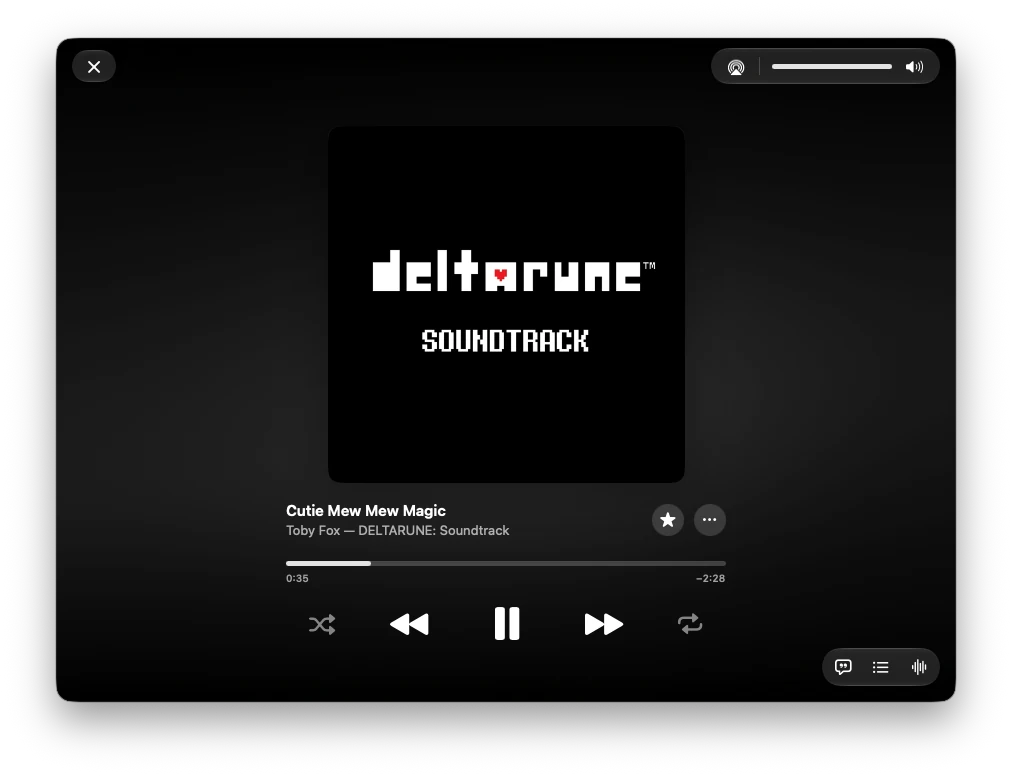 deltarune™
SOUNDTRACK
Cutie Mew Mew Magic
Toby Fox — DELTARUNE: Soundtrack
0:35
−2:28